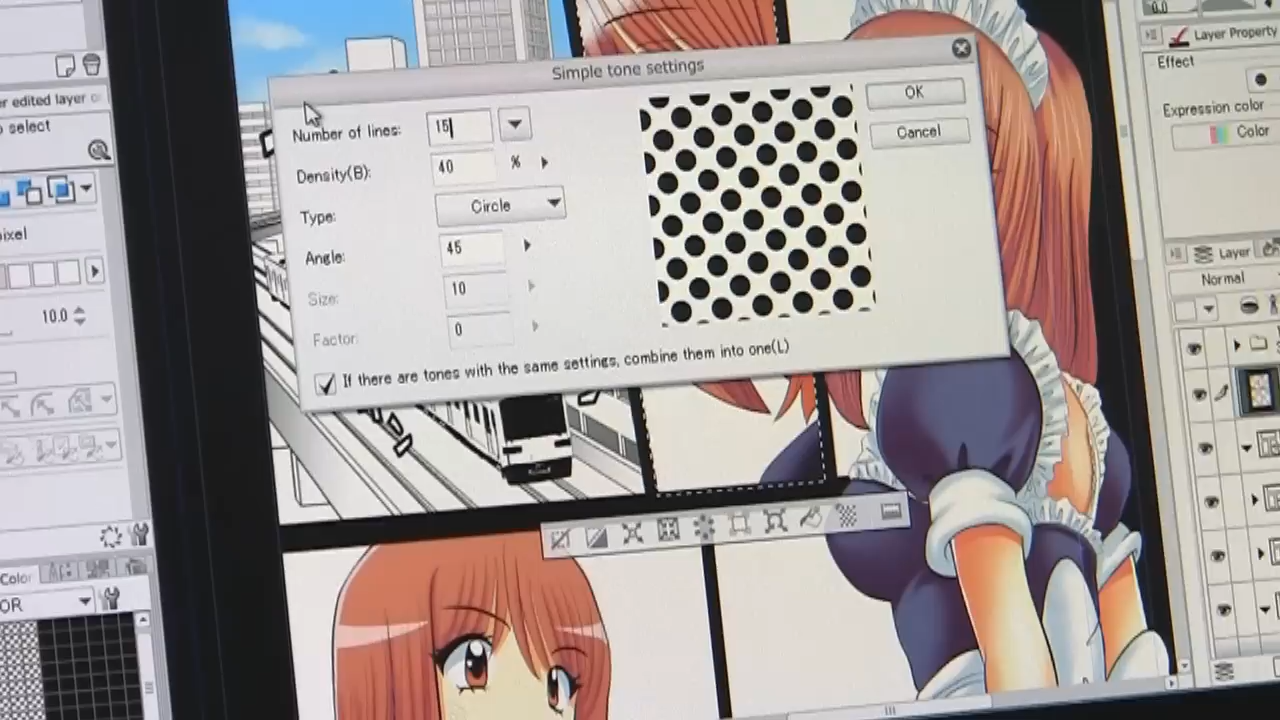 Simple tone settings
Number of lines:
15
Density(B):
40
%
Type:
Circle
Angle:
45
Size:
10
Factor:
0
If there are tones with the same settings, combine them into one(L)
OK
Cancel
er edited layer o
o select
ixel
10.0
Color
OR
0.0
Layer Property
Effect
Expression color
Color
Layer
Normal